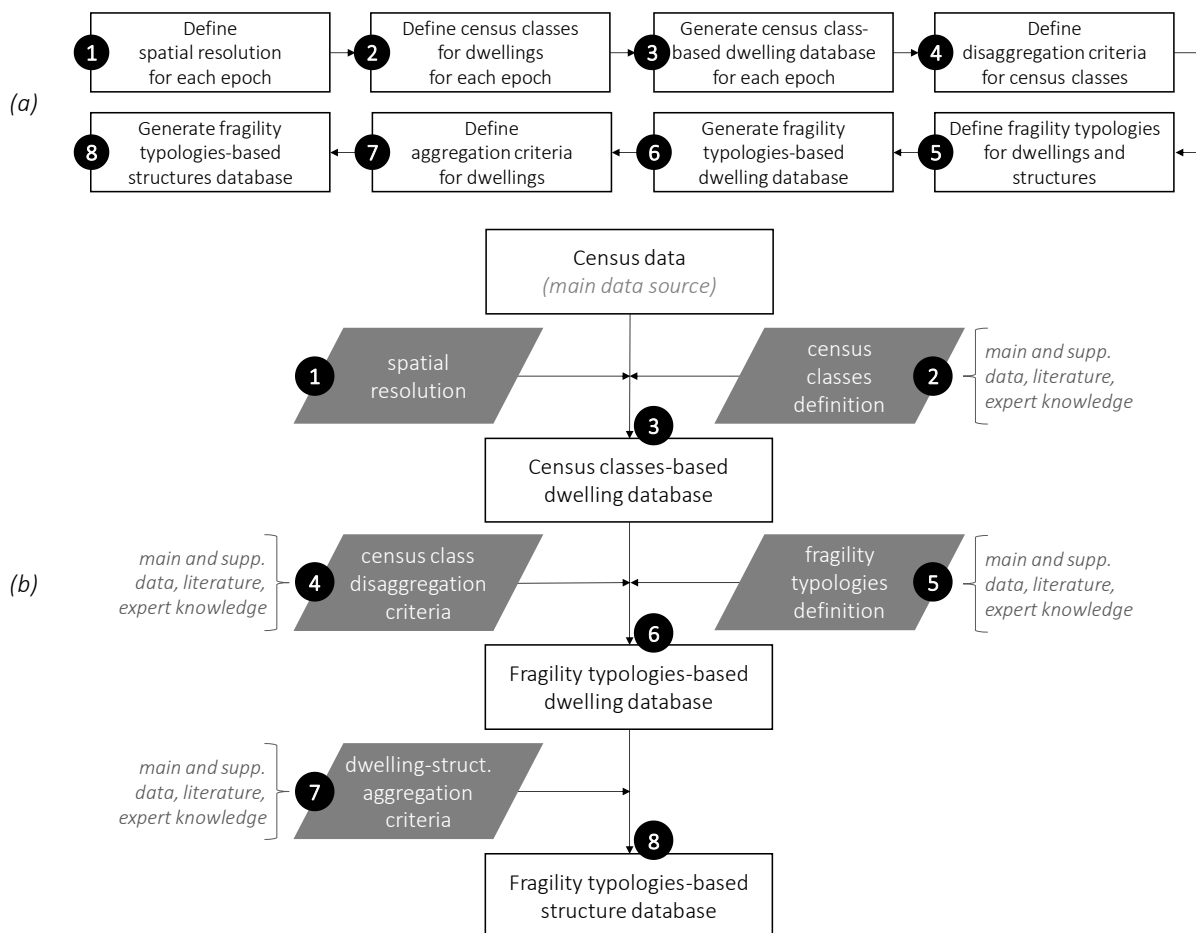 (a)
1
Define
spatial resolution
for each epoch
2
Define census classes
for dwellings
for each epoch
3
Generate census class-
based dwelling database
for each epoch
4
Define
disaggregation criteria
for census classes
8
Generate fragility
typologies-based
structures database
7
Define
aggregation criteria
for dwellings
6
Generate fragility
typologies-based
dwelling database
5
Define fragility typologies
for dwellings and
structures
(b)
Census data
(main data source)
1
spatial
resolution
census
classes
definition
2
main and supp.
data, literature,
expert knowledge
3
Census classes-based
dwelling database
main and supp.
data, literature,
expert knowledge
4
census class
disaggregation
criteria
fragility
typologies
definition
5
main and supp.
data, literature,
expert knowledge
6
Fragility typologies-based
dwelling database
main and supp.
data, literature,
expert knowledge
7
dwelling-struct.
aggregation
criteria
8
Fragility typologies-based
structure database